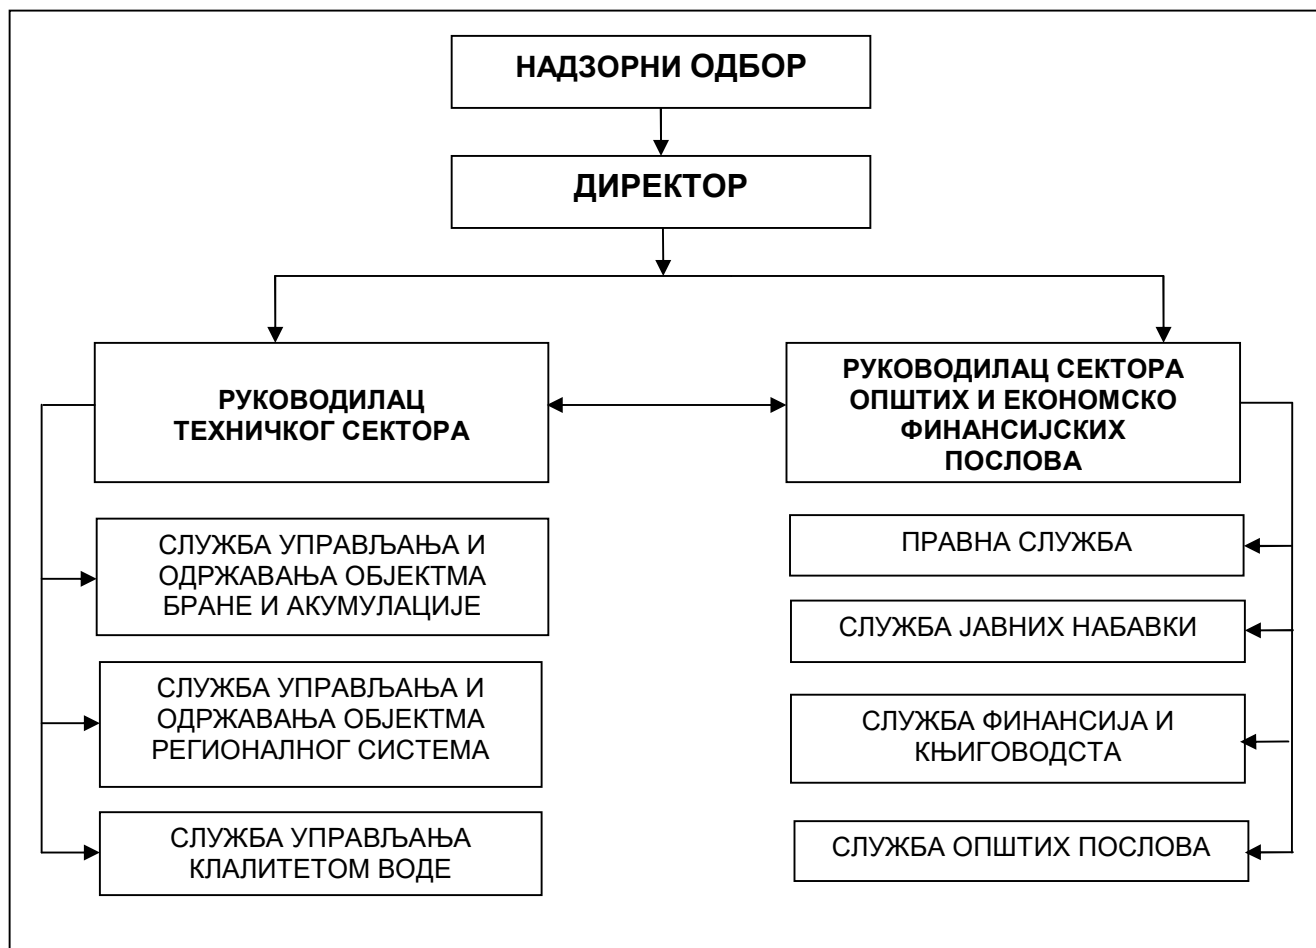 НАДЗОРНИ ОДБОР
ДИРЕКТОР
РУКОВОДИЛАЦ
ТЕХНИЧКОГ СЕКТОРА
РУКОВОДИЛАЦ СЕКТОРА
ОПШТИХ И ЕКОНОМСКО
ФИНАНСИЈСКИХ
ПОСЛОВА
СЛУЖБА УПРАВЉАЊА И
ОДРЖАВАЊА ОБЈЕКТМА
БРАНЕ И АКУМУЛАЦИЈЕ
СЛУЖБА УПРАВЉАЊА И
ОДРЖАВАЊА ОБЈЕКТМА
РЕГИОНАЛНОГ СИСТЕМА
СЛУЖБА УПРАВЉАЊА
КЛАЛИТЕТОМ ВОДЕ
ПРАВНА СЛУЖБА
СЛУЖБА ЈАВНИХ НАБАВКИ
СЛУЖБА ФИНАНСИЈА И
КЊИГОВОДСТА
СЛУЖБА ОПШТИХ ПОСЛОВА